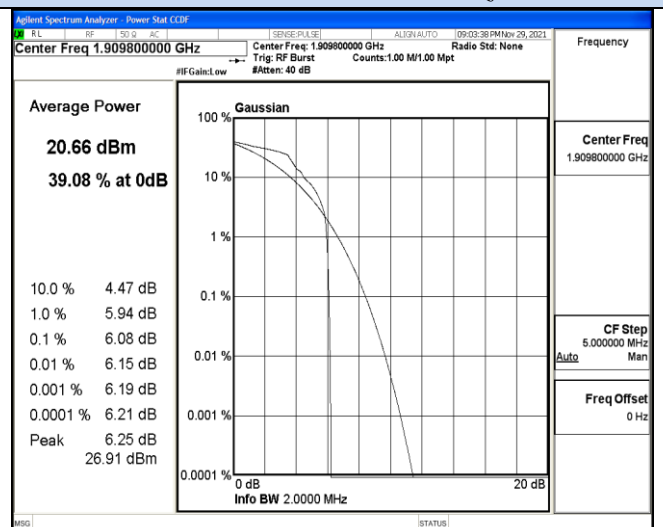 Agilent Spectrum Analyzer - Power Stat CCDF
RL RF 50 Ω AC SENSE:PULSE ALIGN AUTO 09:03:38 PM Nov 29, 2021
Center Freq 1.909800000 GHz
Center Freq: 1.909800000 GHz Radio Std: None
Trig: RF Burst Counts:1.00 M/1.00 Mpt
#IFGain:Low #Atten: 40 dB
Frequency
Average Power
20.66 dBm
39.08 % at 0dB
10.0 % 4.47 dB
1.0 % 5.94 dB
0.1 % 6.08 dB
0.01 % 6.15 dB
0.001 % 6.19 dB
0.0001 % 6.21 dB
Peak 6.25 dB
26.91 dBm
Gaussian
100 %
10 %
1 %
0.1 %
0.01 %
0.001 %
0.0001 %
0 dB 20 dB
Info BW 2.0000 MHz
Center Freq
1.909800000 GHz
CF Step
5.000000 MHz
Auto Man
Freq Offset
0 Hz
MSG STATUS